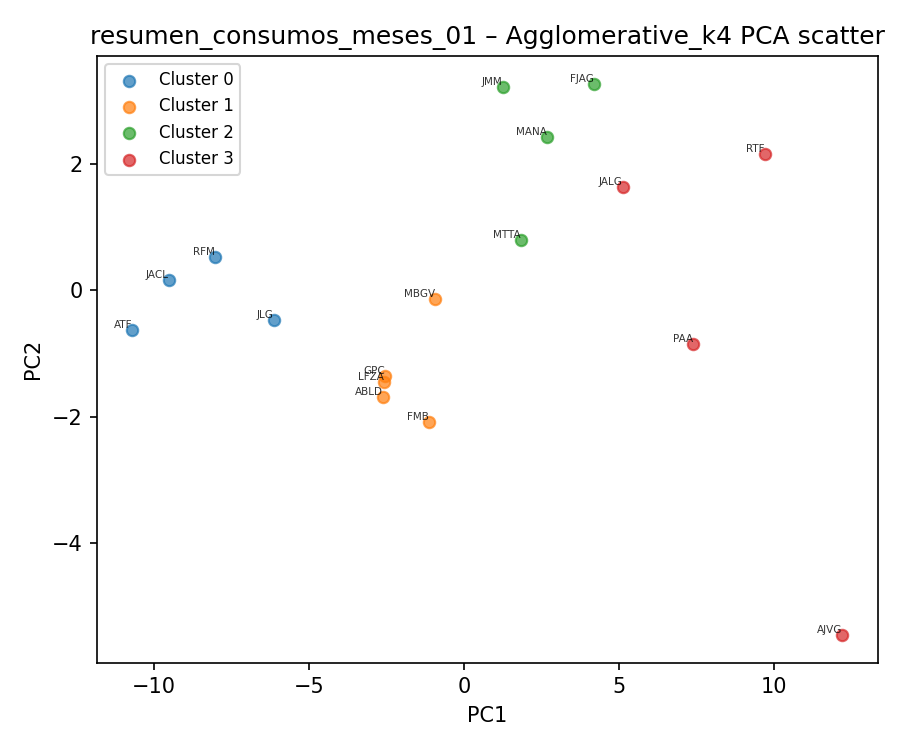 resumen_consumos_meses_01 – Agglomerative_k4 PCA scatter
Cluster 0
Cluster 1
Cluster 2
Cluster 3
JMM
FJAG
MANA
RTF
JALG
MTTA
RFM
JACL
MBGV
ATF
JLG
PAA
GPC
LFZA
ABLD
FMB
AJVG
2
0
−2
−4
PC2
−10
−5
0
5
10
PC1